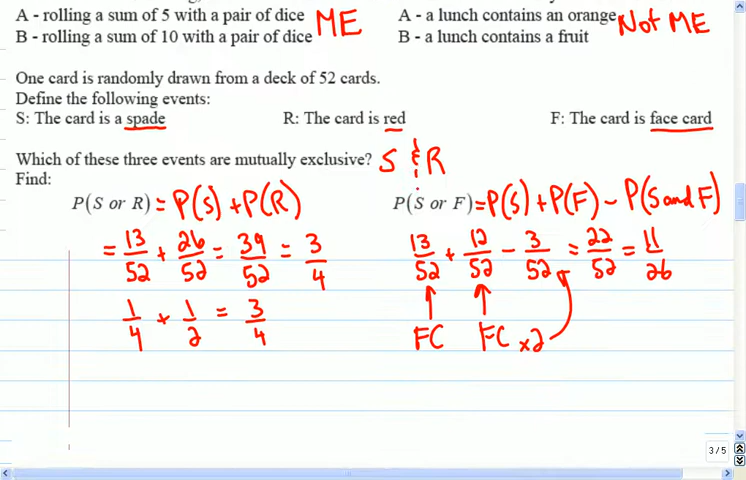 A - rolling a sum of 5 with a pair of dice ME
B - rolling a sum of 10 with a pair of dice
A - a lunch contains an orange Not ME
B - a lunch contains a fruit
One card is randomly drawn from a deck of 52 cards.
Define the following events:
S: The card is a spade R: The card is red F: The card is face card
Which of these three events are mutually exclusive? S & R
Find:
P(S or R) = P(S) + P(R)
= 13/52 + 26/52 = 39/52 = 3/4
1/4 + 1/2 = 3/4
P(S or F) = P(S) + P(F) - P(S and F)
13/52 + 12/52 - 3/52 = 22/52 = 11/26
↑ ↑
FC FC x2
3/5